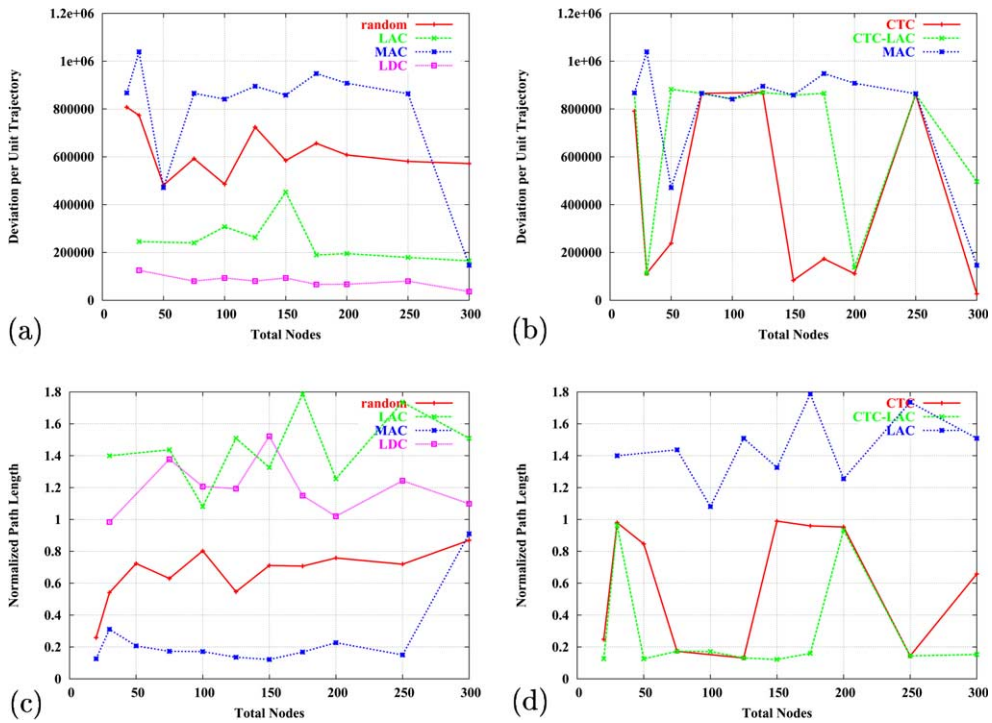 1.2e+06
1e+06
800000
600000
400000
200000
0
Deviation per Unit Trajectory
random
LAC
MAC
LDC
0 50 100 150 200 250 300
Total Nodes
(a)
1.2e+06
1e+06
800000
600000
400000
200000
0
Deviation per Unit Trajectory
CTC
CTC-LAC
MAC
0 50 100 150 200 250 300
Total Nodes
(b)
1.8
1.6
1.4
1.2
1
0.8
0.6
0.4
0.2
0
Normalized Path Length
random
LAC
MAC
LDC
0 50 100 150 200 250 300
Total Nodes
(c)
1.8
1.6
1.4
1.2
1
0.8
0.6
0.4
0.2
0
Normalized Path Length
CTC
CTC-LAC
LAC
0 50 100 150 200 250 300
Total Nodes
(d)